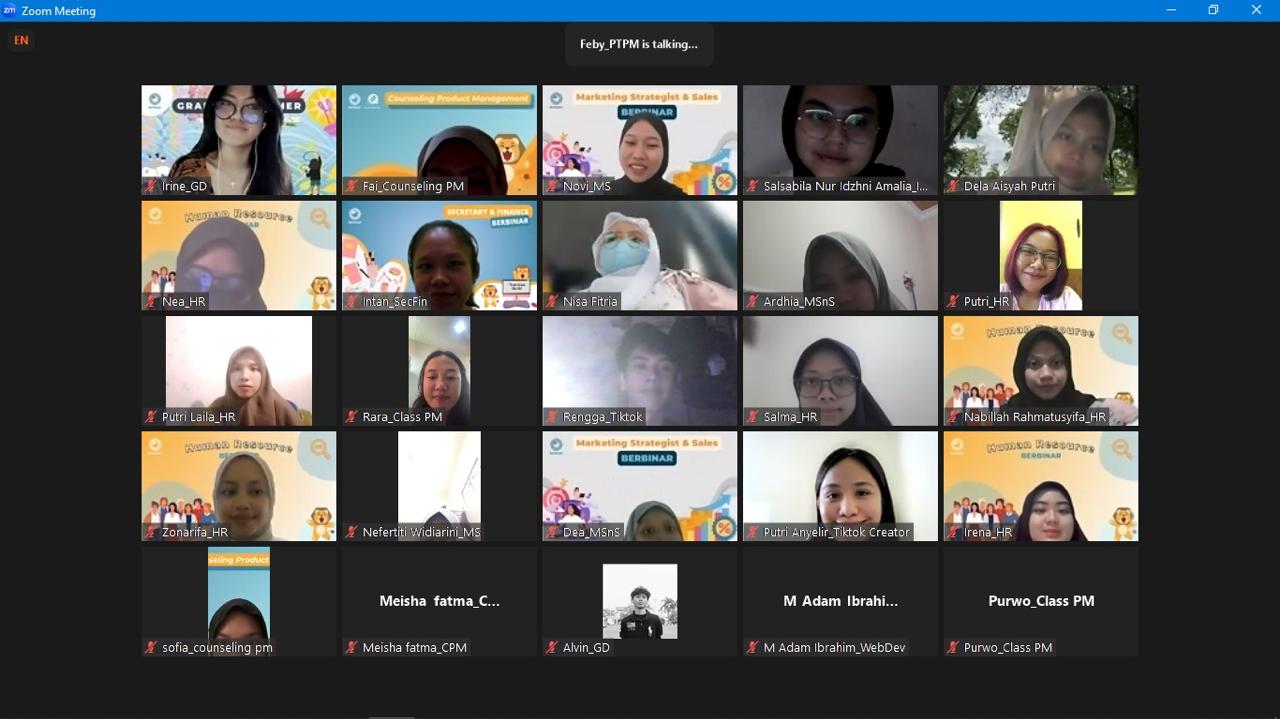 Zoom Meeting
EN
Feby_PTPM is talking...
Irine_GD
Counseling Product Management
Fai_Counseling PM
Marketing Strategist & Sales
BERBINAR
Novi_MS
Salsabila Nur Idzhni Amalia_I...
Dela Aisyah Putri
Human Resource
Nea_HR
SECRETARY & FINANCE
BERBINAR
Intan_SecFin
Nisa Fitria
Ardhia_MSnS
Putri_HR
Putri Laila_HR
Rara_Class PM
Rengga_Tiktok
Salma_HR
Human Resource
Nabillah Rahmatusyifa_HR
Human Resource
Zonarifa_HR
Nefertiti Widiarini_MS
Marketing Strategist & Sales
BERBINAR
Dea_MSnS
Putri Anyelir_Tiktok Creator
Human Resource
BERBINAR
Irena_HR
seling Product
sofia_counseling pm
Meisha fatma_C...
Meisha fatma_CPM
Alvin_GD
M Adam Ibrahi...
M Adam Ibrahim_WebDev
Purwo_Class PM
Purwo_Class PM